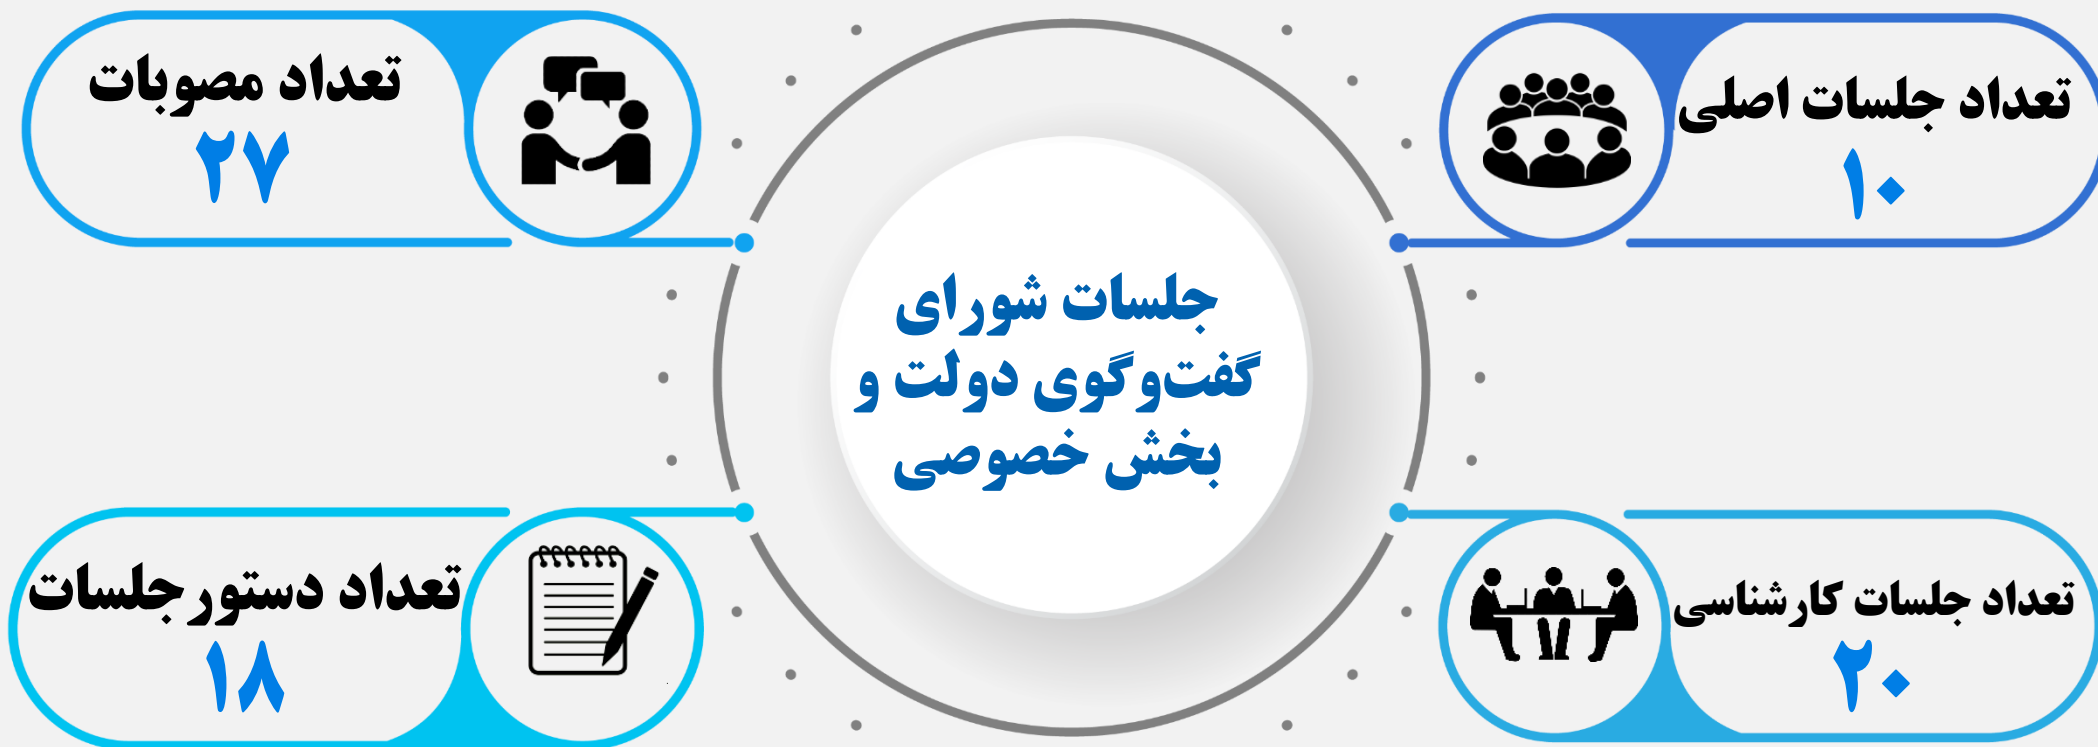 تعداد جلسات اصلی
۱۰
تعداد مصوبات
۲۷
جلسات شورای
گفت‌وگوی دولت و
بخش خصوصی
تعداد جلسات کارشناسی
۲۰
تعداد دستورجلسات
۱۸